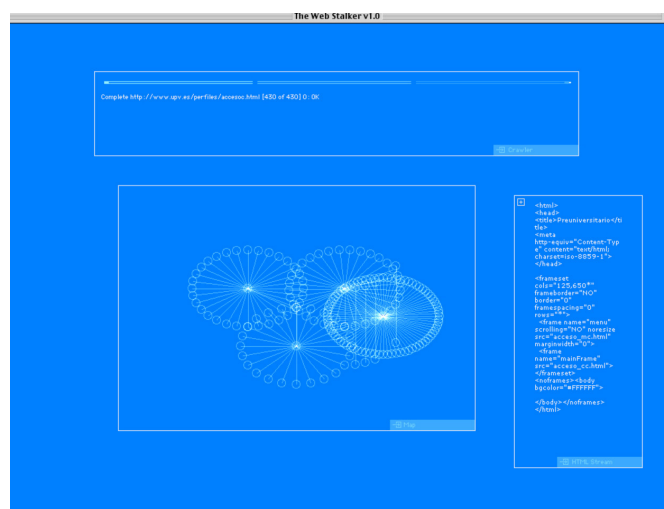 The Web Stalker v1.0
Complete http://www.upv.es/perfiles/accesoc.html [430 of 430] 0 : OK
Crawler
<html>
<head>
<title>Preuniversitario</ti
tle>
<meta
http-equiv="Content-Typ
e" content="text/html;
charset=iso-8859-1">
</head>
<frameset
cols="125,650*"
frameborder="NO"
border="0"
framespacing="0"
rows="*">
<frame name="menu"
scrolling="NO" noresize
src="acceso_mc.html"
marginwidth="0">
<frame
name="mainFrame"
src="acceso_cc.html">
</frameset>
<noframes><body
bgcolor="#FFFFFF">
</body></noframes>
</html>
Map
HTML Stream